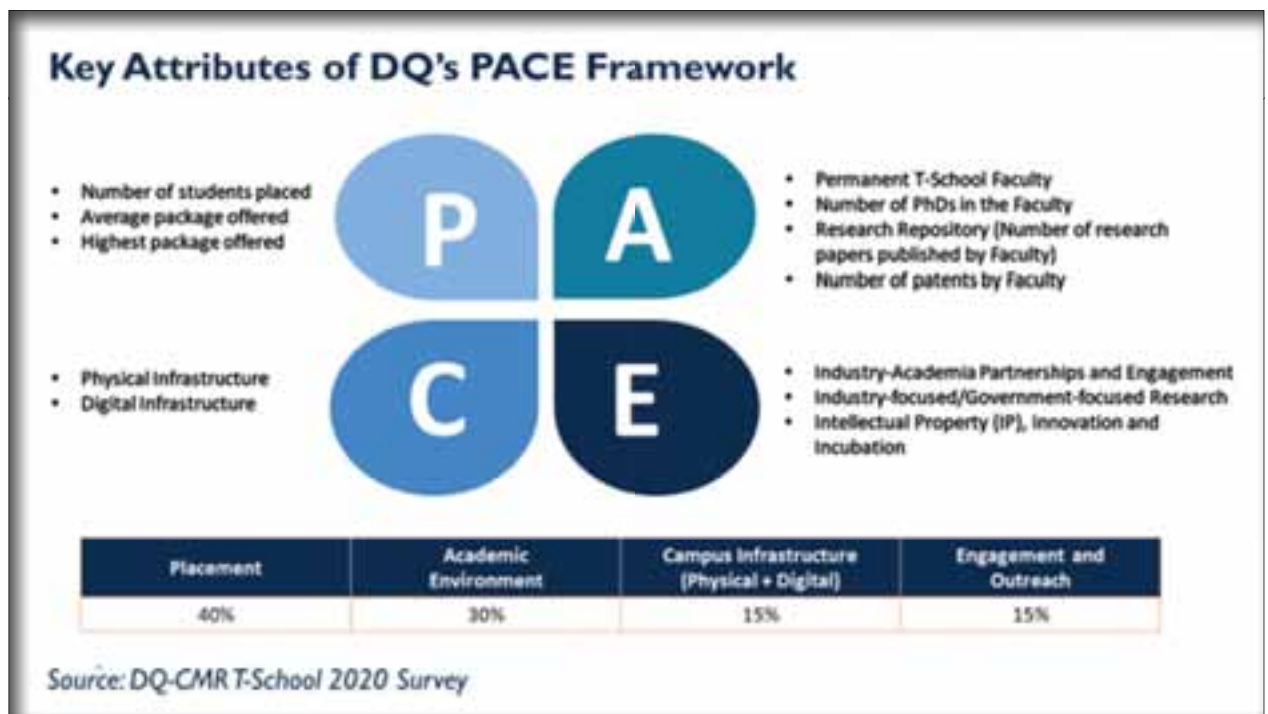 Key Attributes of DQ's PACE Framework
• Number of students placed
• Average package offered
• Highest package offered
P
A
• Permanent T-School Faculty
• Number of PhDs in the Faculty
• Research Repository (Number of research
papers published by Faculty)
• Number of patents by Faculty
• Physical Infrastructure
• Digital Infrastructure
C
E
• Industry-Academia Partnerships and Engagement
• Industry-focused/Government-focused Research
• Intellectual Property (IP), Innovation and
Incubation
Placement
Academic
Environment
Campus Infrastructure
(Physical + Digital)
Engagement and
Outreach
40%
30%
15%
15%
Source: DQ-CMR T-School 2020 Survey